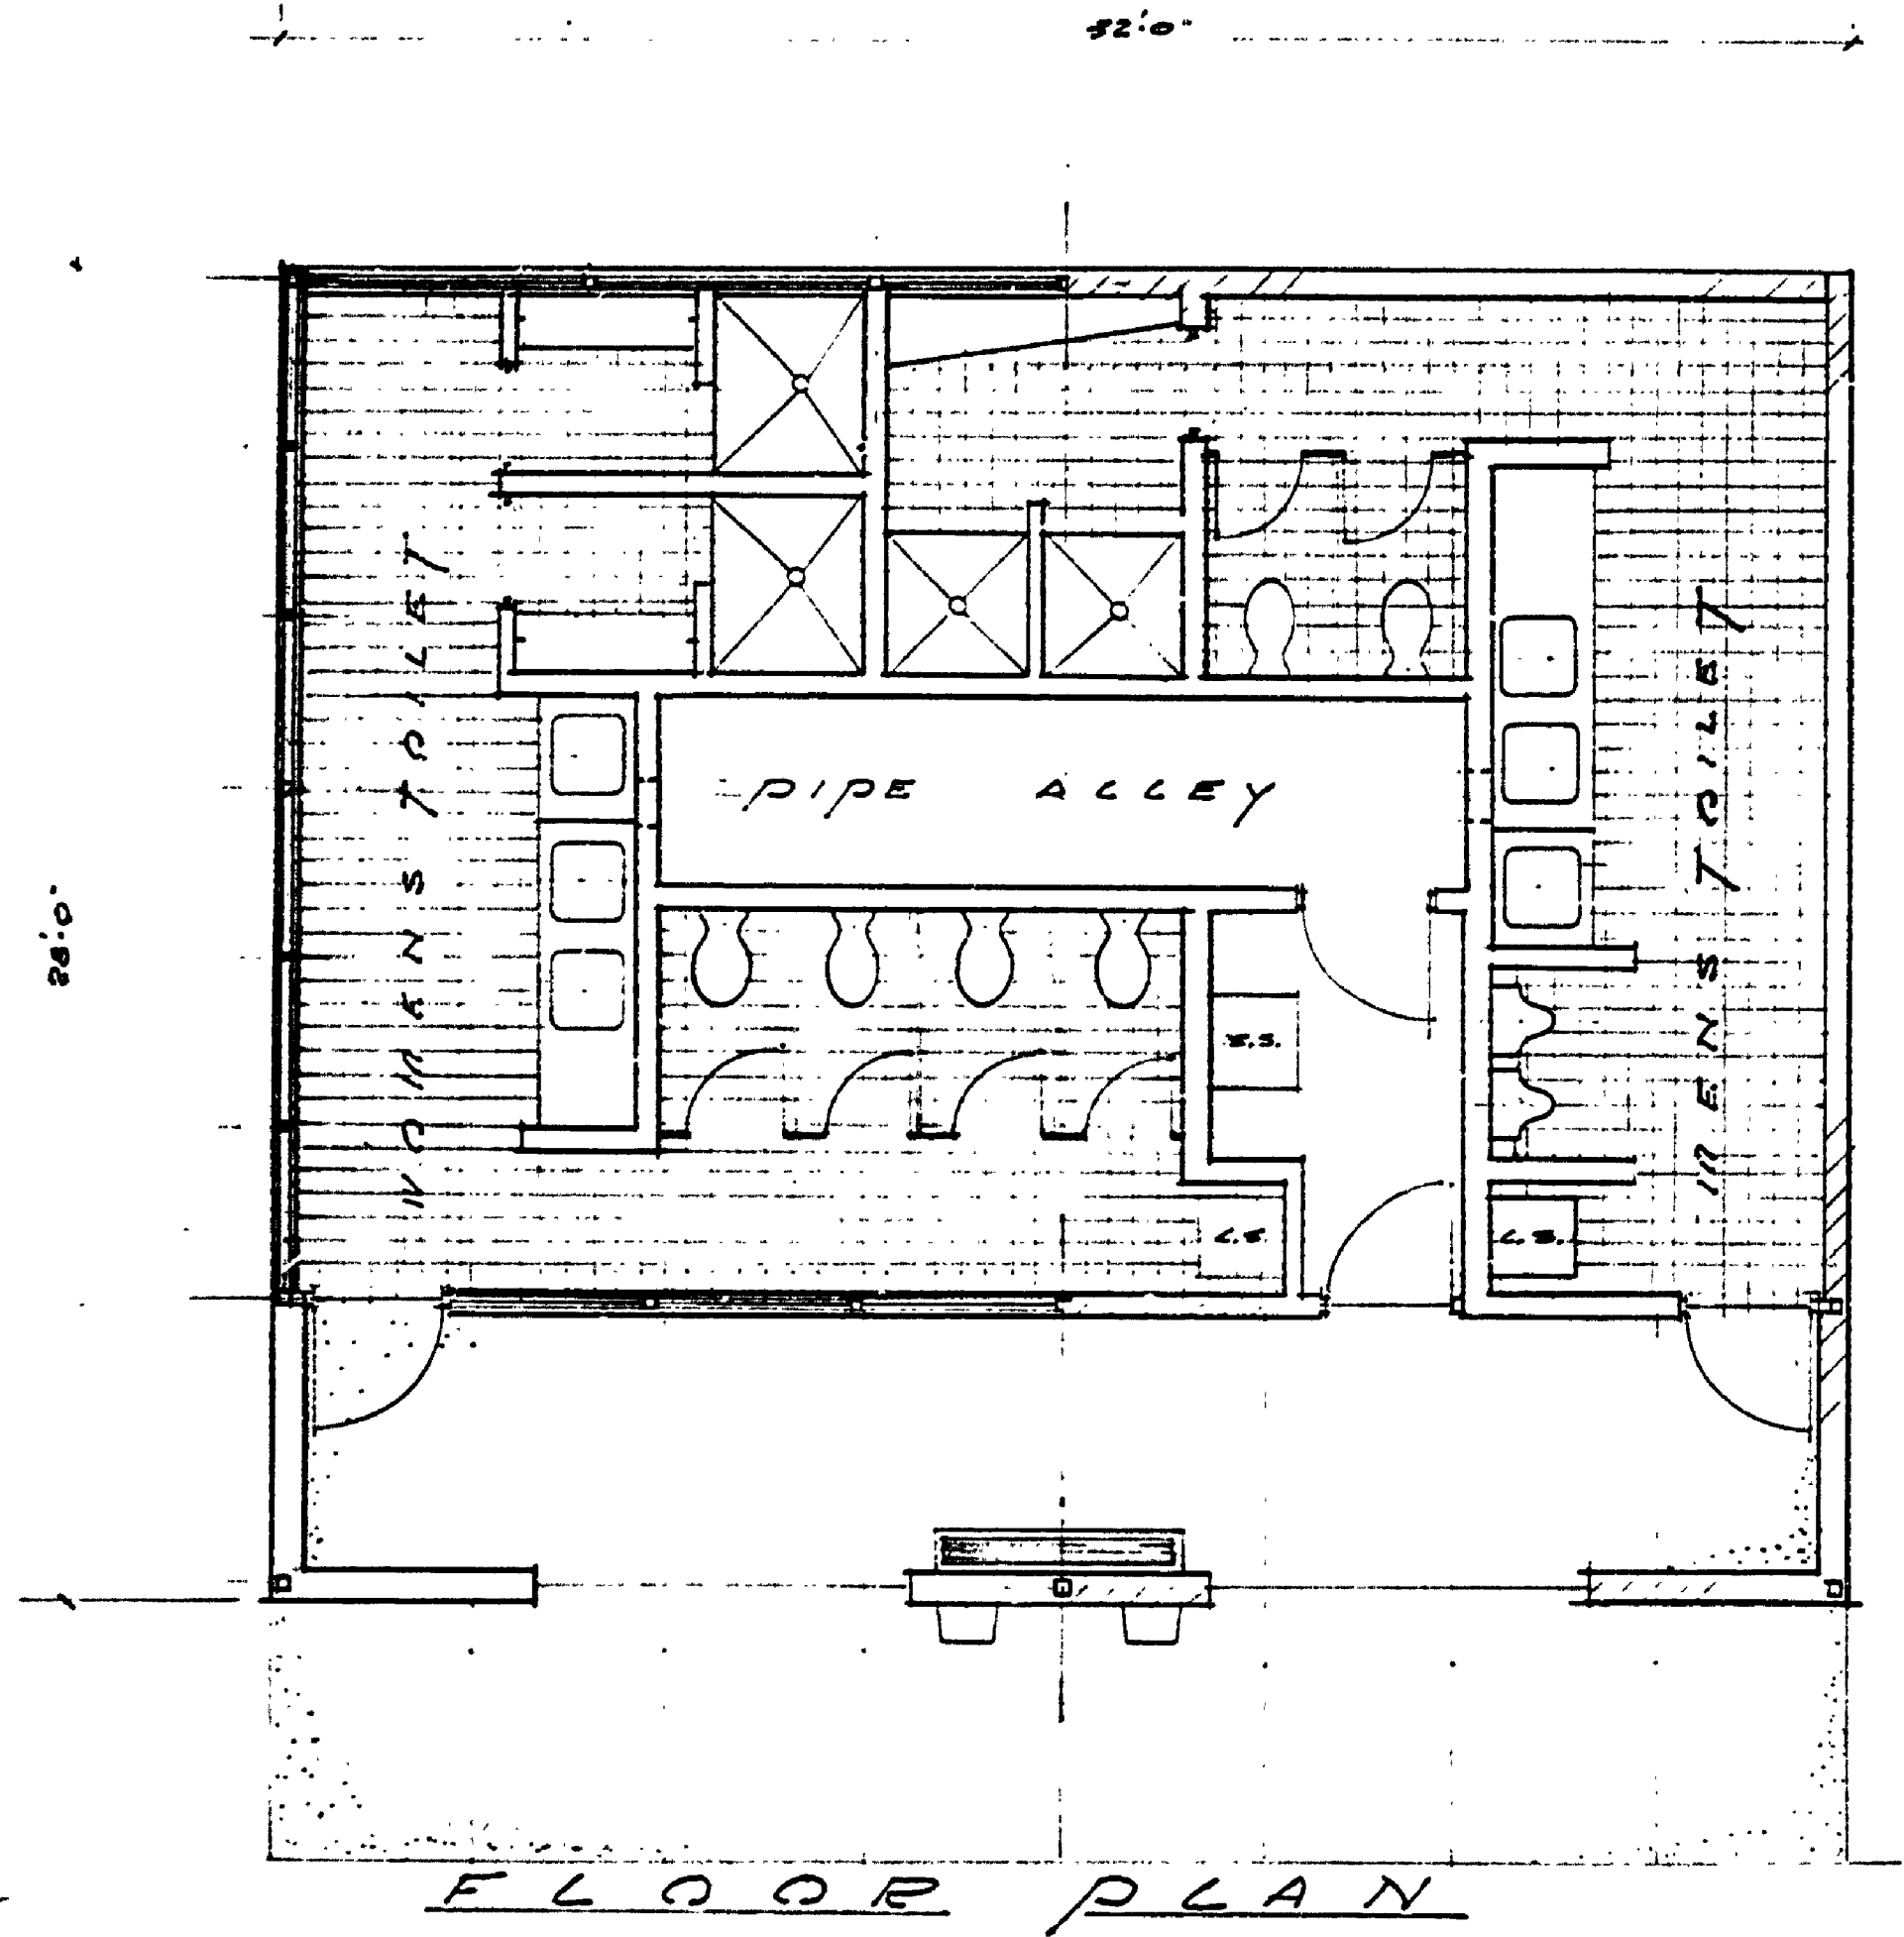 32'-0"
28'-0"
WOMANS TOILET
PIPE ALLEY
MENS TOILET
S.S.
L.S.
L.S.
FLOOR PLAN